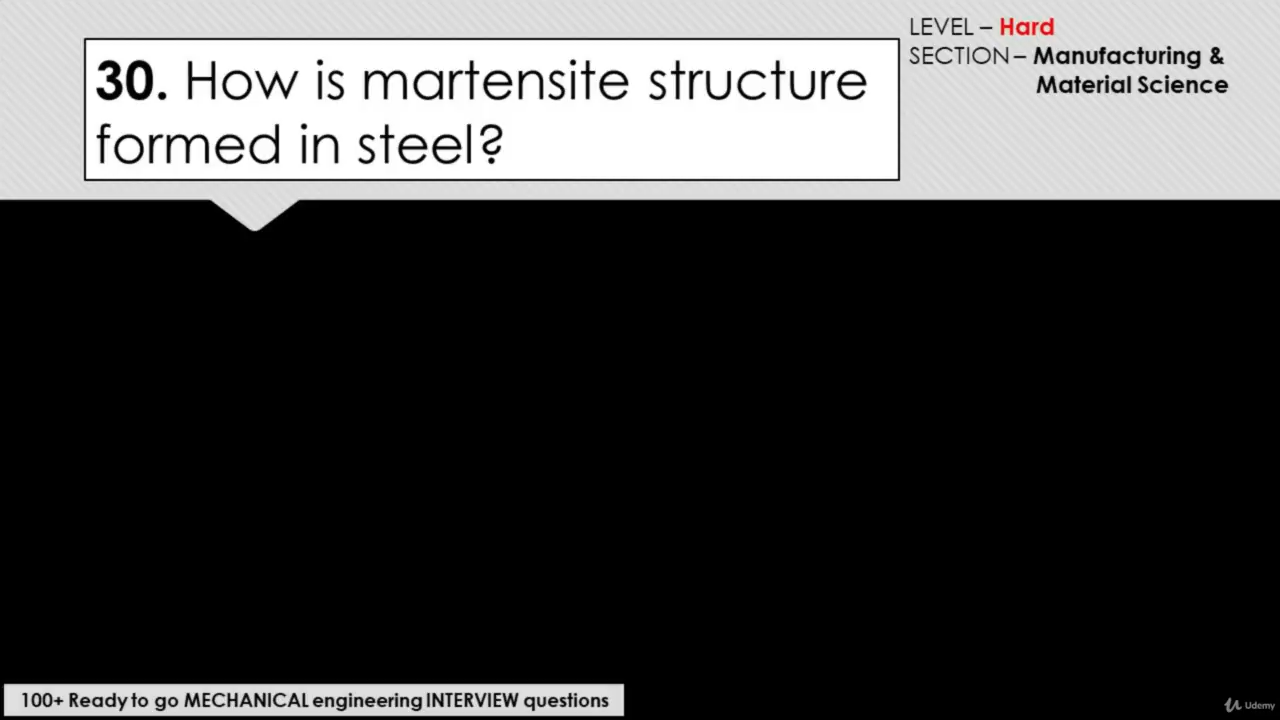 30. How is martensite structure
formed in steel?
LEVEL – Hard
SECTION – Manufacturing &
Material Science
100+ Ready to go MECHANICAL engineering INTERVIEW questions
Udemy